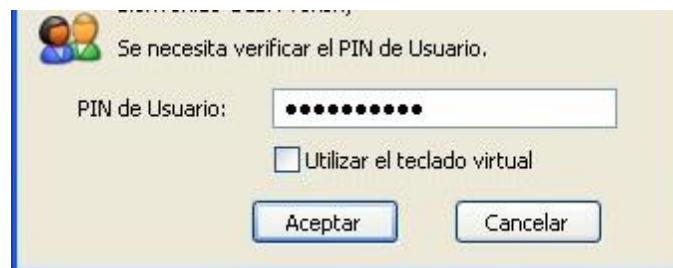 Se necesita verificar el PIN de Usuario.
PIN de Usuario: ••••••••••
Utilizar el teclado virtual
Aceptar Cancelar